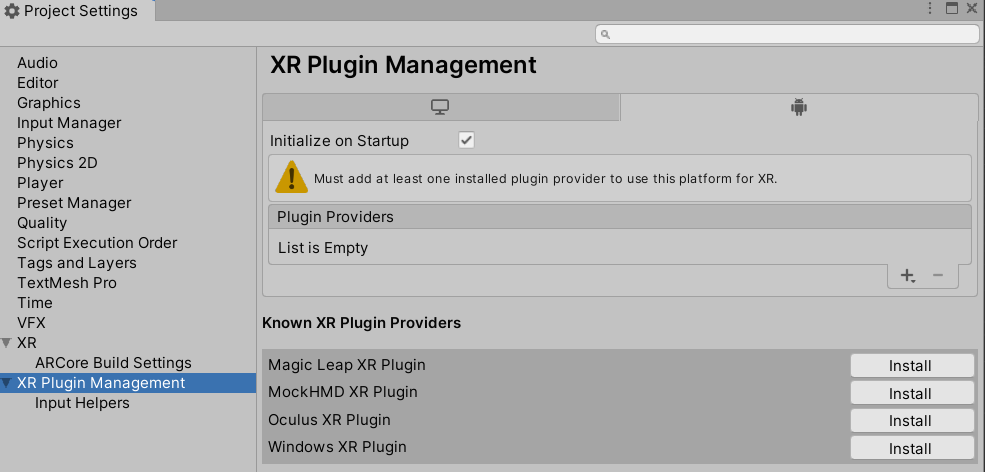 Project Settings
Audio
Editor
Graphics
Input Manager
Physics
Physics 2D
Player
Preset Manager
Quality
Script Execution Order
Tags and Layers
TextMesh Pro
Time
VFX
XR
ARCore Build Settings
XR Plugin Management
Input Helpers
XR Plugin Management
Initialize on Startup
Must add at least one installed plugin provider to use this platform for XR.
Plugin Providers
List is Empty
Known XR Plugin Providers
Magic Leap XR Plugin Install
MockHMD XR Plugin Install
Oculus XR Plugin Install
Windows XR Plugin Install